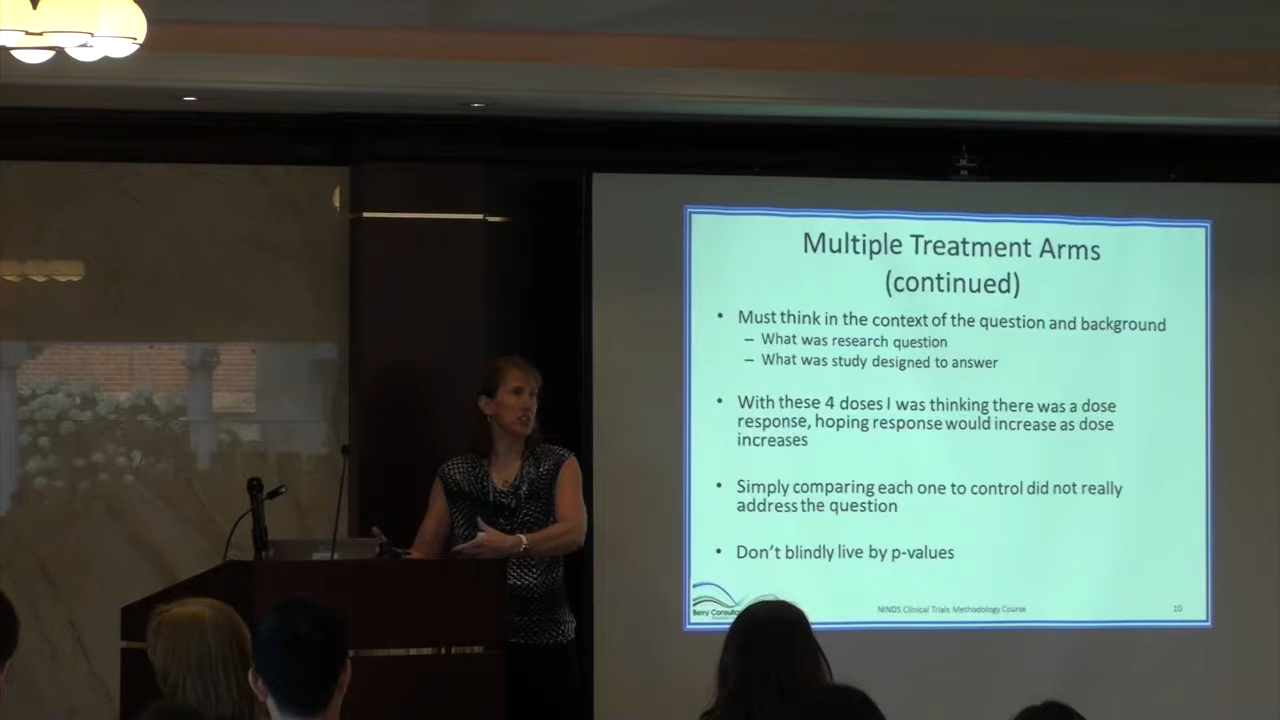 Multiple Treatment Arms
(continued)
• Must think in the context of the question and background
– What was research question
– What was study designed to answer
• With these 4 doses I was thinking there was a dose
response, hoping response would increase as dose
increases
• Simply comparing each one to control did not really
address the question
• Don't blindly live by p-values
Berry
NINDS Clinical Trials Methodology Course
10